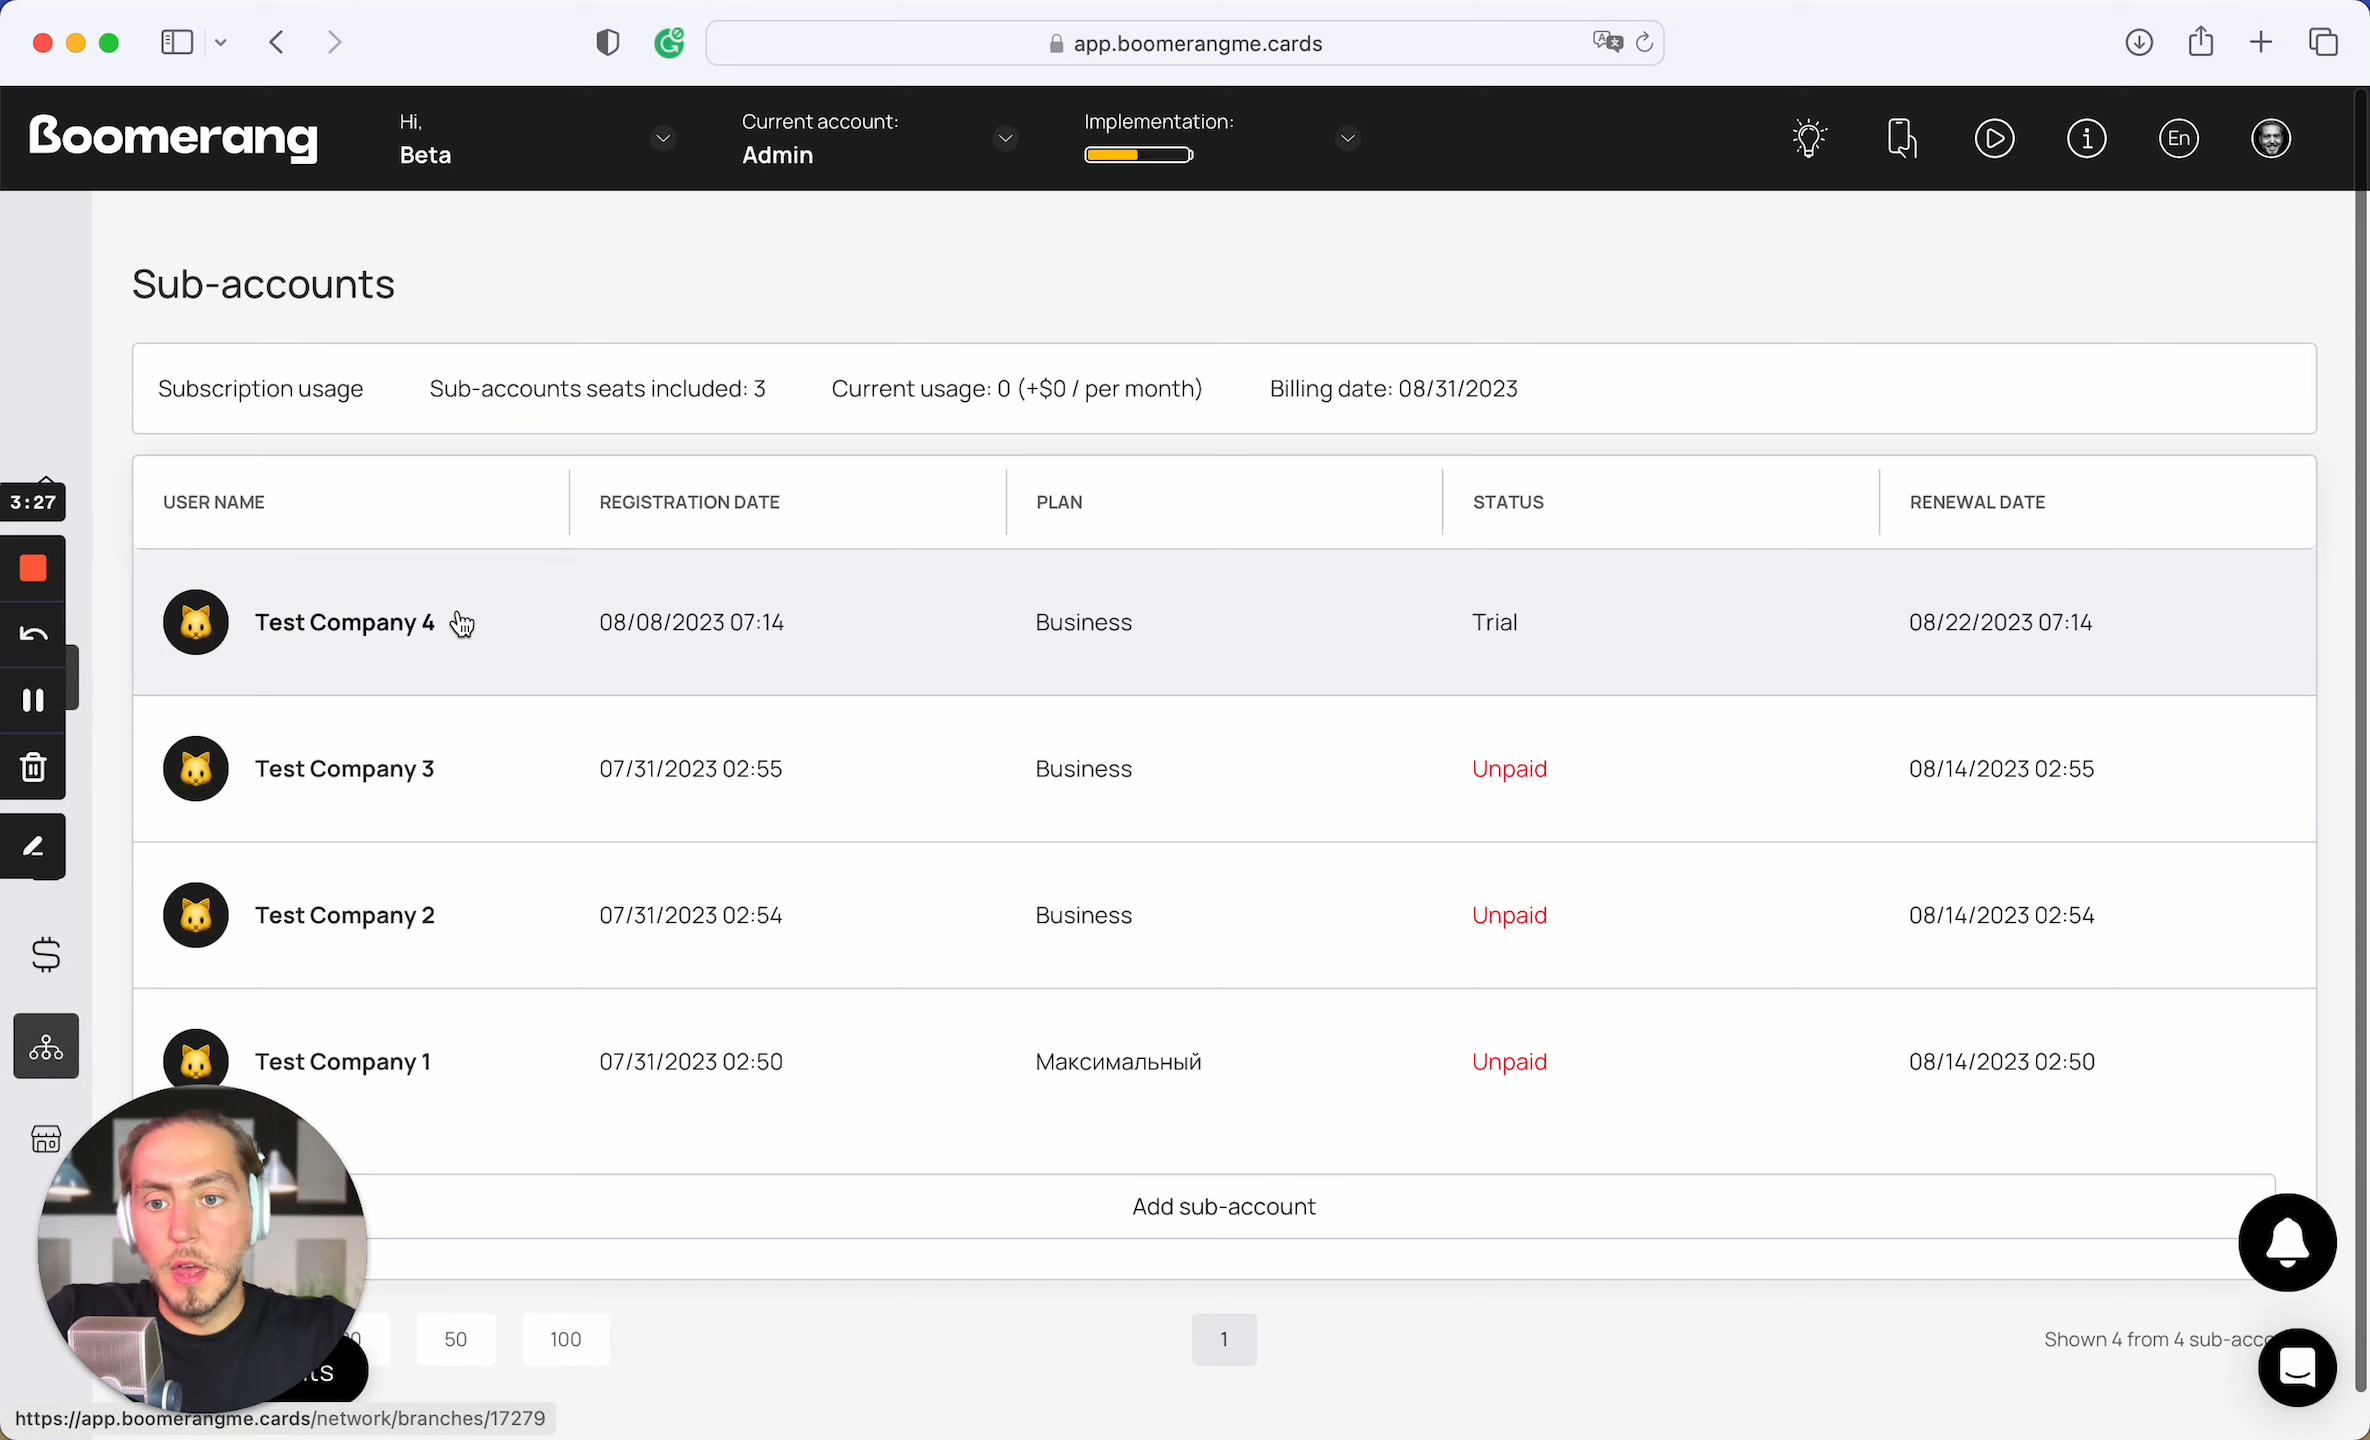 app.boomerangme.cards
Boomerang
Hi,
Beta
Current account:
Admin
Implementation:
En
Sub-accounts
Subscription usage
Sub-accounts seats included: 3
Current usage: 0 (+$0 / per month)
Billing date: 08/31/2023
3:27
USER NAME
REGISTRATION DATE
PLAN
STATUS
RENEWAL DATE
Test Company 4
08/08/2023 07:14
Business
Trial
08/22/2023 07:14
Test Company 3
07/31/2023 02:55
Business
Unpaid
08/14/2023 02:55
Test Company 2
07/31/2023 02:54
Business
Unpaid
08/14/2023 02:54
Test Company 1
07/31/2023 02:50
Максимальный
Unpaid
08/14/2023 02:50
Add sub-account
50
100
1
Shown 4 from 4
https://app.boomerangme.cards/network/branches/17279